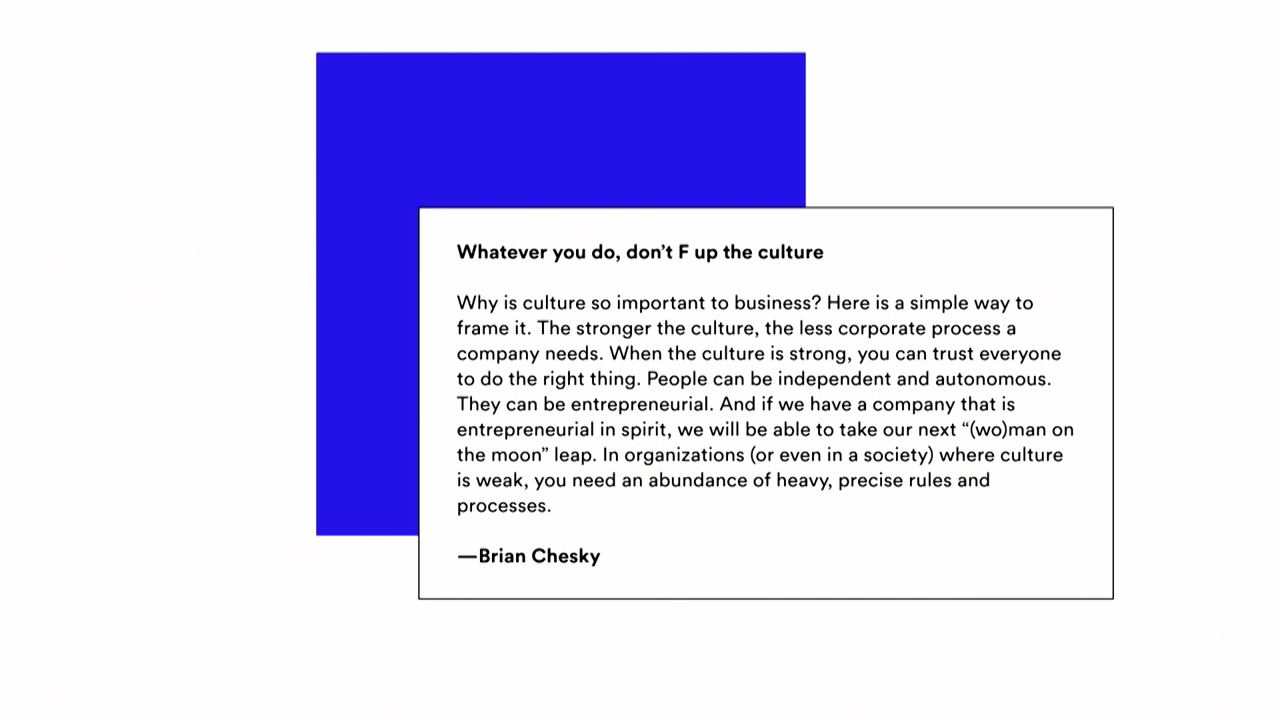 Whatever you do, don’t F up the culture
Why is culture so important to business? Here is a simple way to
frame it. The stronger the culture, the less corporate process a
company needs. When the culture is strong, you can trust everyone
to do the right thing. People can be independent and autonomous.
They can be entrepreneurial. And if we have a company that is
entrepreneurial in spirit, we will be able to take our next “(wo)man on
the moon” leap. In organizations (or even in a society) where culture
is weak, you need an abundance of heavy, precise rules and
processes.
—Brian Chesky